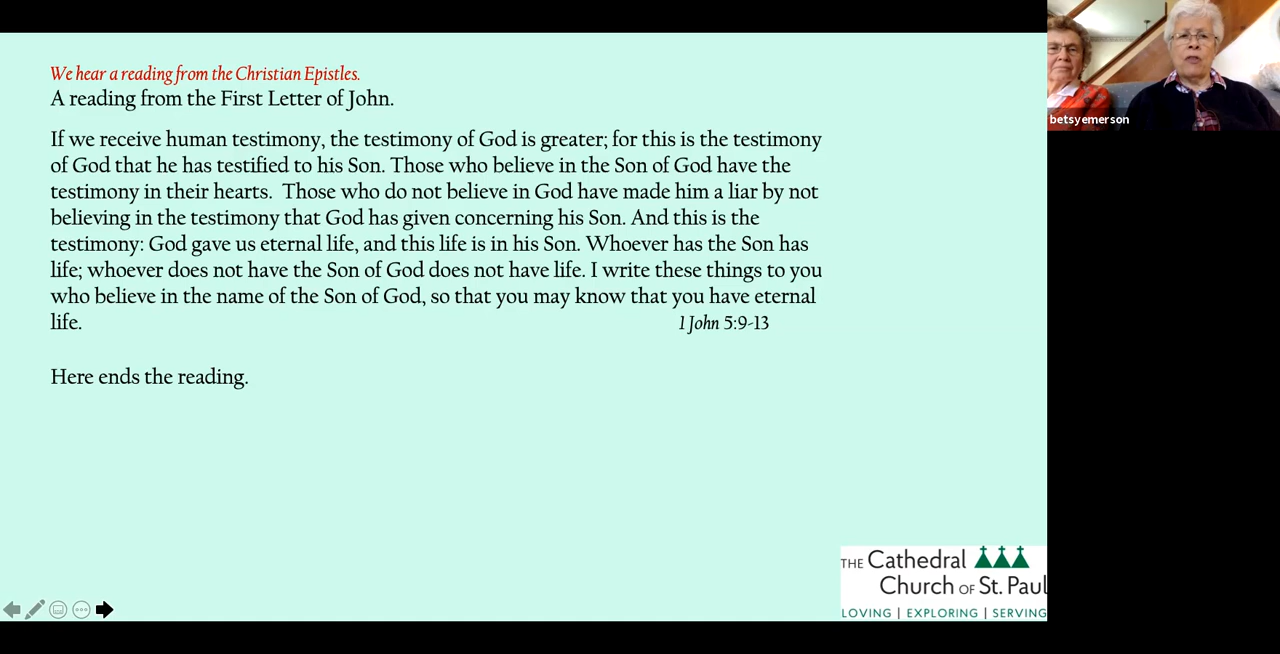 We hear a reading from the Christian Epistles.
A reading from the First Letter of John.
If we receive human testimony, the testimony of God is greater; for this is the testimony
of God that he has testified to his Son. Those who believe in the Son of God have the
testimony in their hearts.  Those who do not believe in God have made him a liar by not
believing in the testimony that God has given concerning his Son. And this is the
testimony: God gave us eternal life, and this life is in his Son. Whoever has the Son has
life; whoever does not have the Son of God does not have life. I write these things to you
who believe in the name of the Son of God, so that you may know that you have eternal
life. 1 John 5:9-13
Here ends the reading.
THE Cathedral
Church OF St. Paul
LOVING | EXPLORING | SERVING
betsyemerson